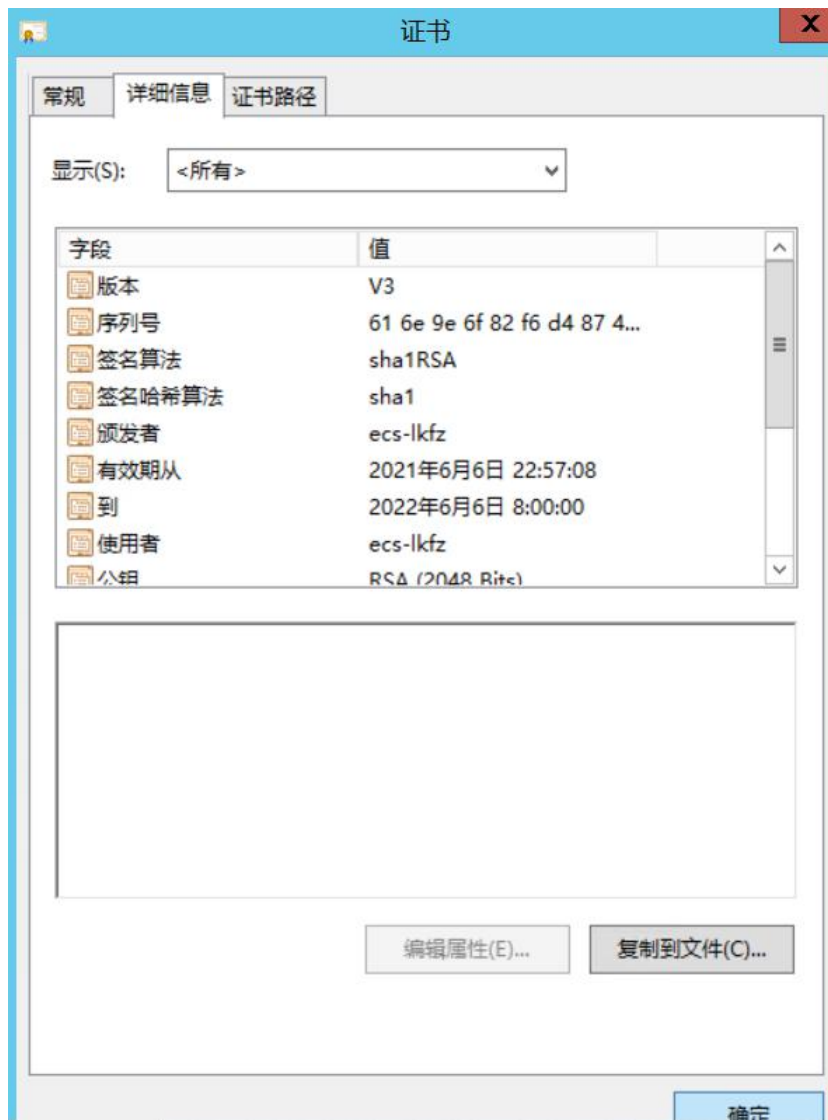 证书
X
常规 详细信息 证书路径
显示(S): <所有>
字段 值
版本 V3
序列号 61 6e 9e 6f 82 f6 d4 87 4...
签名算法 sha1RSA
签名哈希算法 sha1
颁发者 ecs-lkfz
有效期从 2021年6月6日 22:57:08
到 2022年6月6日 8:00:00
使用者 ecs-lkfz
公钥 RSA (2048 Bits)
编辑属性(E)... 复制到文件(C)...
确定